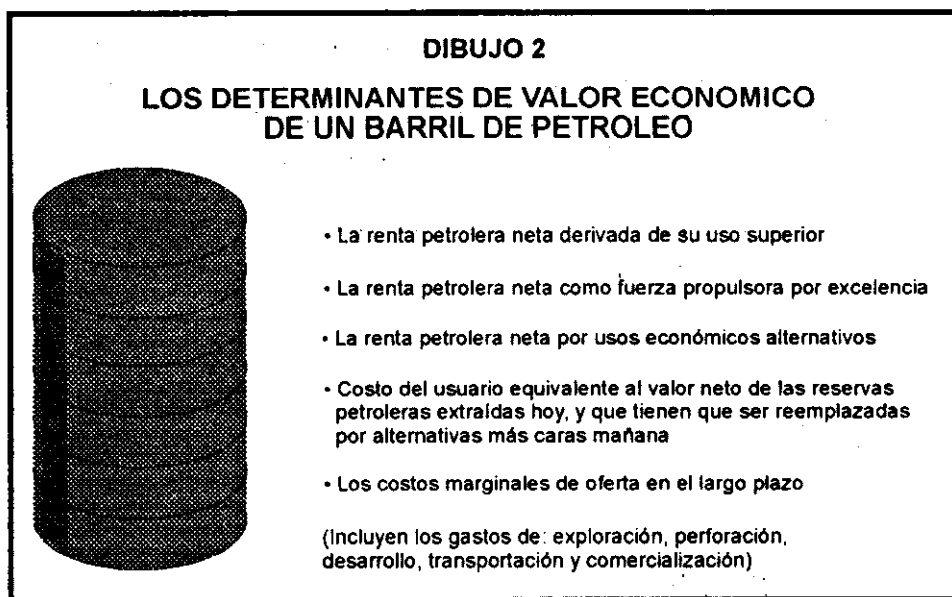 DIBUJO 2
LOS DETERMINANTES DE VALOR ECONOMICO
DE UN BARRIL DE PETROLEO
• La renta petrolera neta derivada de su uso superior
• La renta petrolera neta como fuerza propulsora por excelencia
• La renta petrolera neta por usos económicos alternativos
• Costo del usuario equivalente al valor neto de las reservas
petroleras extraídas hoy, y que tienen que ser reemplazadas
por alternativas más caras mañana
• Los costos marginales de oferta en el largo plazo
(Incluyen los gastos de: exploración, perforación,
desarrollo, transportación y comercialización)